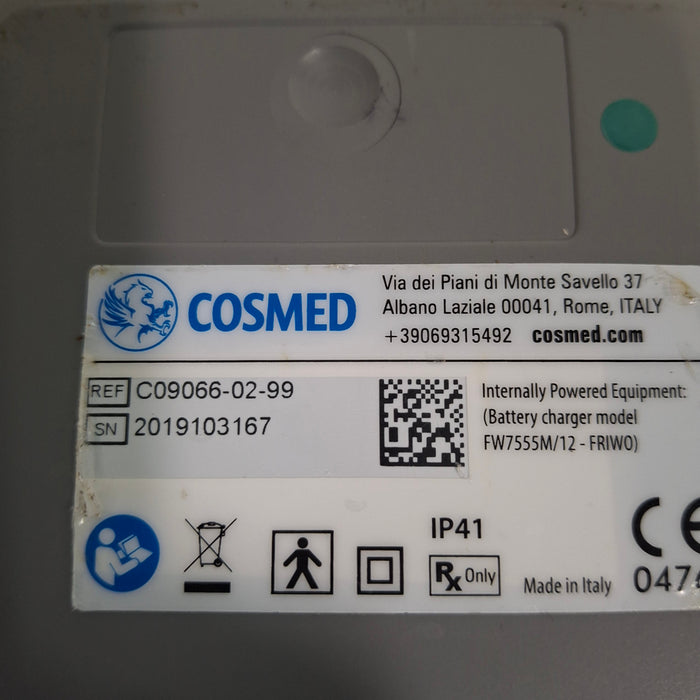 COSMED
Via dei Piani di Monte Savello 37
Albano Laziale 00041, Rome, ITALY
+39069315492 cosmed.com
REF C09066-02-99
SN 2019103167
Internally Powered Equipment:
(Battery charger model
FW7555M/12 - FRIWO)
IP41
Rx Only
Made in Italy
CE
047